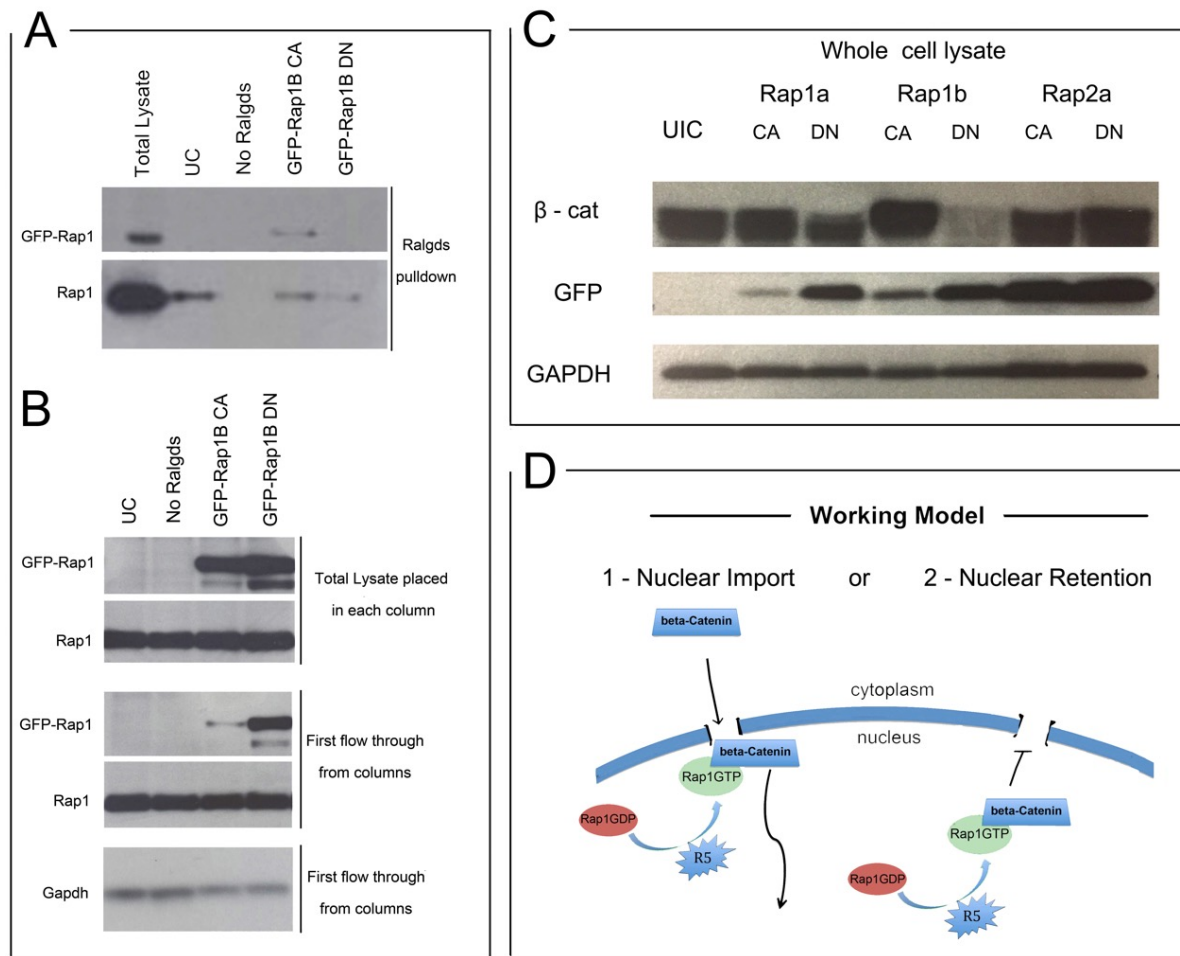 A
Total Lysate
UC
No Ralgds
GFP-Rap1B CA
GFP-Rap1B DN
GFP-Rap1
Rap1
Ralgds
pulldown
B
UC
No Ralgds
GFP-Rap1B CA
GFP-Rap1B DN
GFP-Rap1
Rap1
Total Lysate placed
in each column
GFP-Rap1
Rap1
First flow through
from columns
Gapdh
First flow through
from columns
C
Whole cell lysate
Rap1a Rap1b Rap2a
UIC CA DN CA DN CA DN
β - cat
GFP
GAPDH
D
Working Model
1 - Nuclear Import or 2 - Nuclear Retention
beta-Catenin
cytoplasm
nucleus
beta-Catenin
Rap1GTP
Rap1GDP
R5
beta-Catenin
Rap1GTP
Rap1GDP
R5